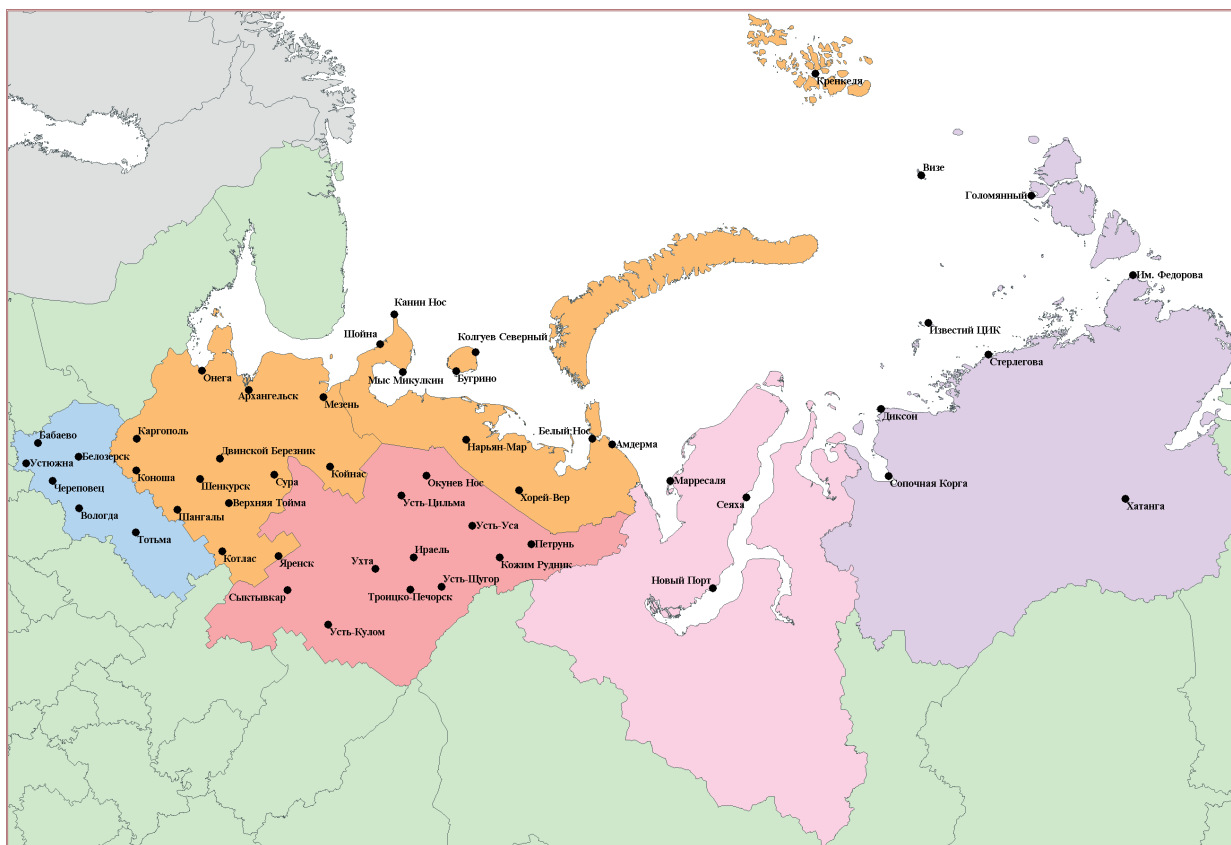 Кренкеля
Визе
Голомянный
Им. Федорова
Канин Нос
Известий ЦИК
Шойна
Колгуев Северный
Стерлегова
Онега
Мыс Микулкин
Бугрино
Архангельск
Мезень
Диксон
Каргополь
Бабаево
Белый Нос
Нарьян-Мар
Амдерма
Двинской Березник
Белозерск
Устюжна
Койнас
Коноша
Сура
Окунев Нос
Марресаля
Сопочная Корга
Череповец
Шенкурск
Хорей-Вер
Усть-Цильма
Сеяха
Верхняя Тойма
Хатанга
Вологда
Шангалы
Усть-Уса
Тотьма
Петрунь
Ираель
Котлас
Яренск
Ухта
Кожим Рудник
Усть-Щугор
Новый Порт
Сыктывкар
Троицко-Печорск
Усть-Кулом